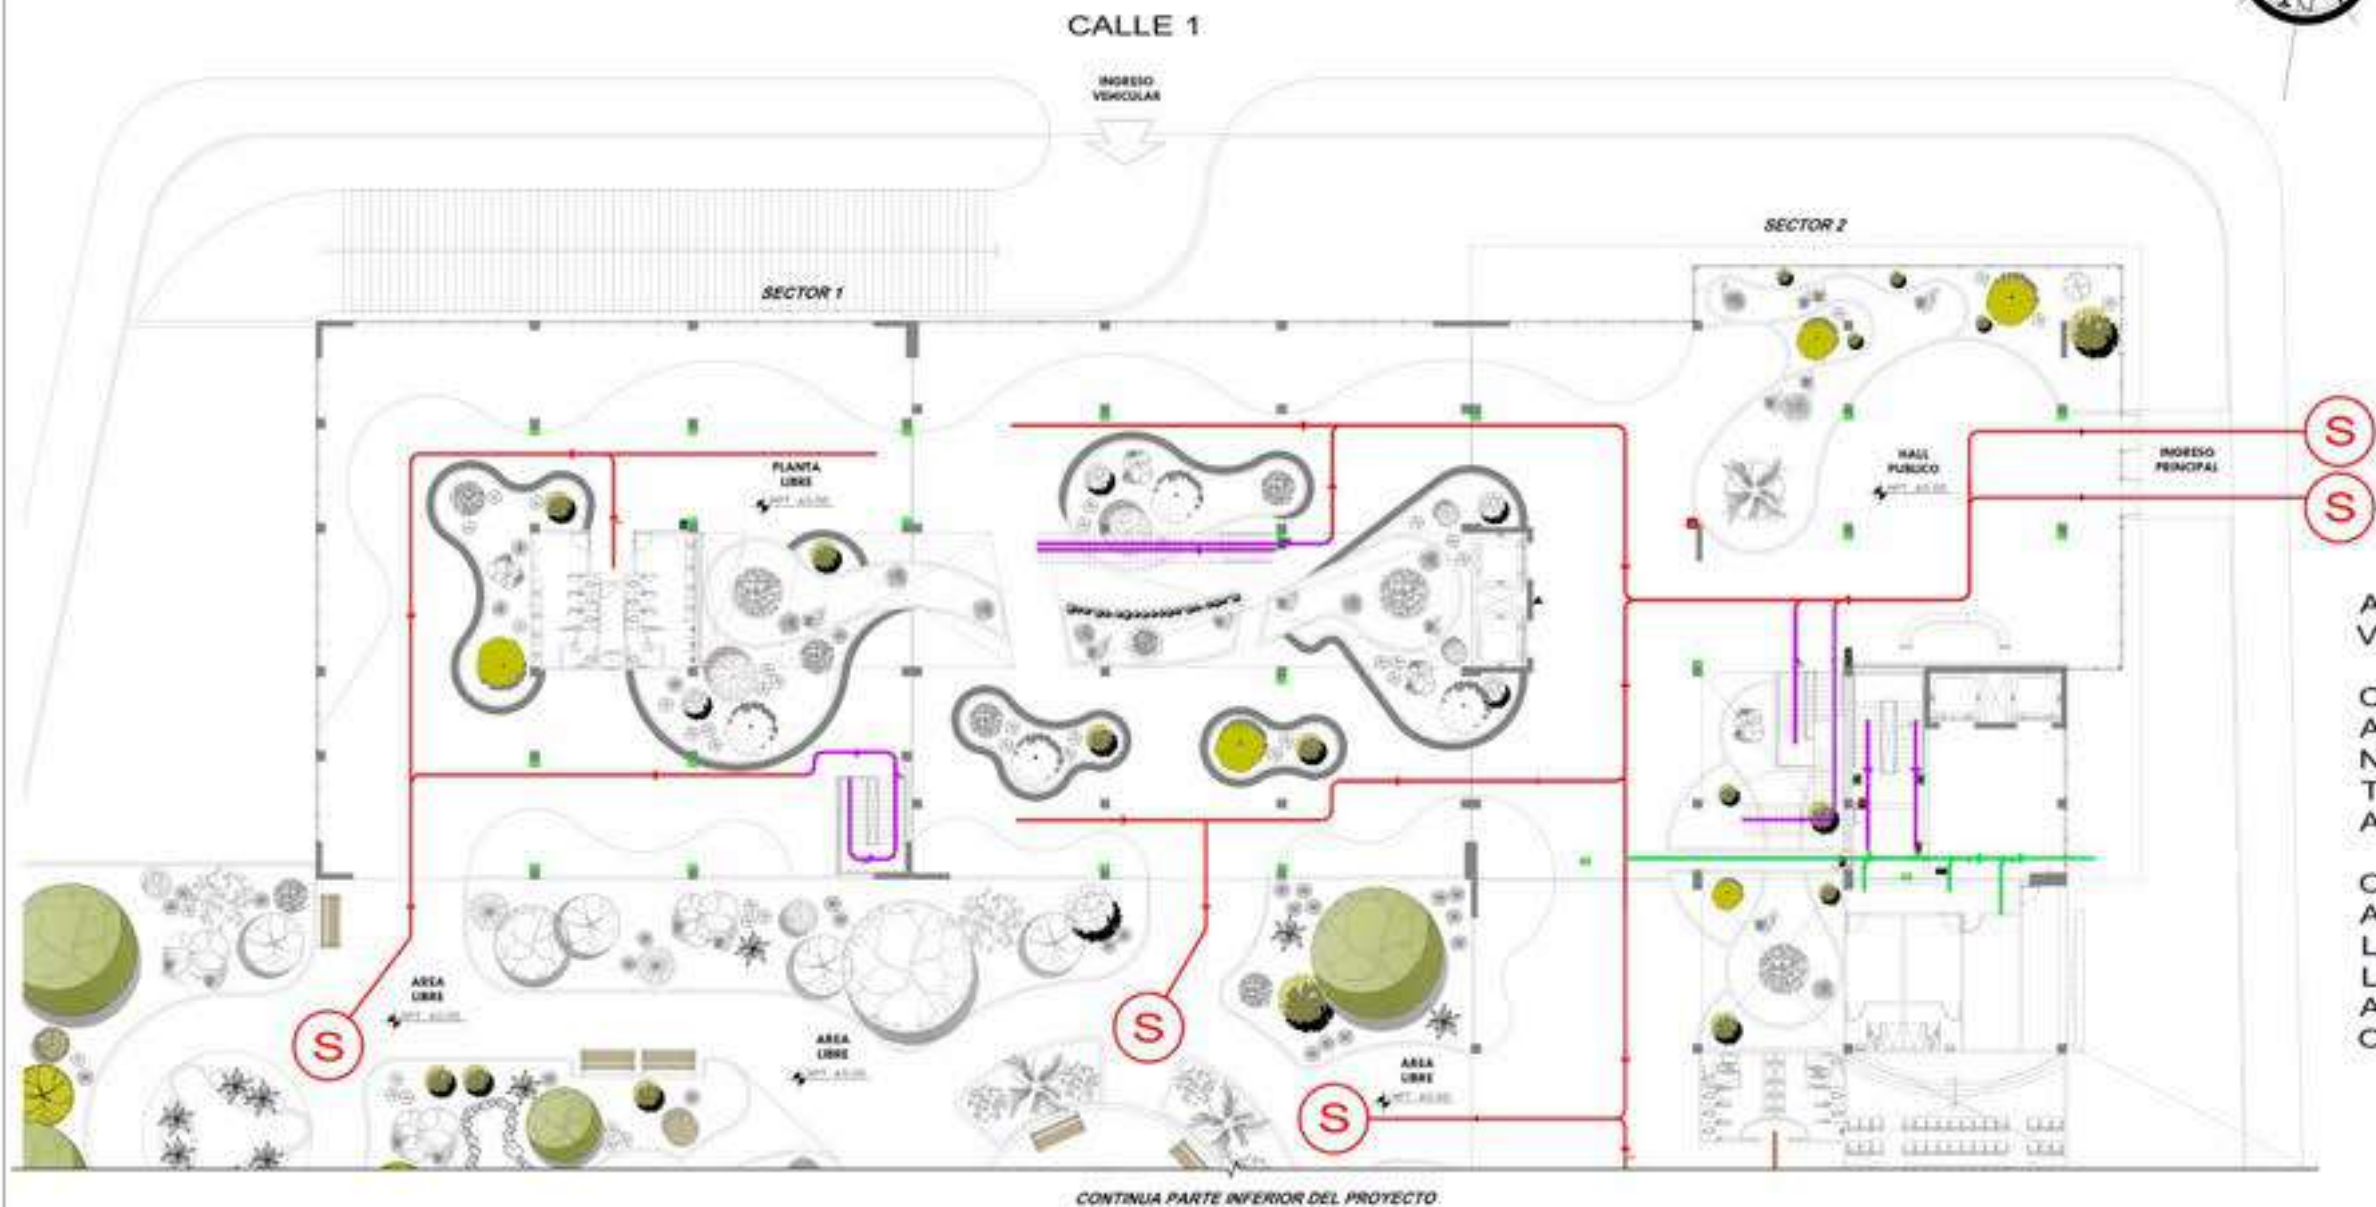 CALLE 1
INGRESO
VEHICULAR
SECTOR 2
SECTOR 1
S
PLANTA
LIBRE
HALL
PUBLICO
INGRESO
PRINCIPAL
S
A
V
C
A
N
T
A
C
A
L
L
A
O
AREA
LIBRE
S
S
AREA
LIBRE
AREA
LIBRE
S
CONTINUA PARTE INFERIOR DEL PROYECTO